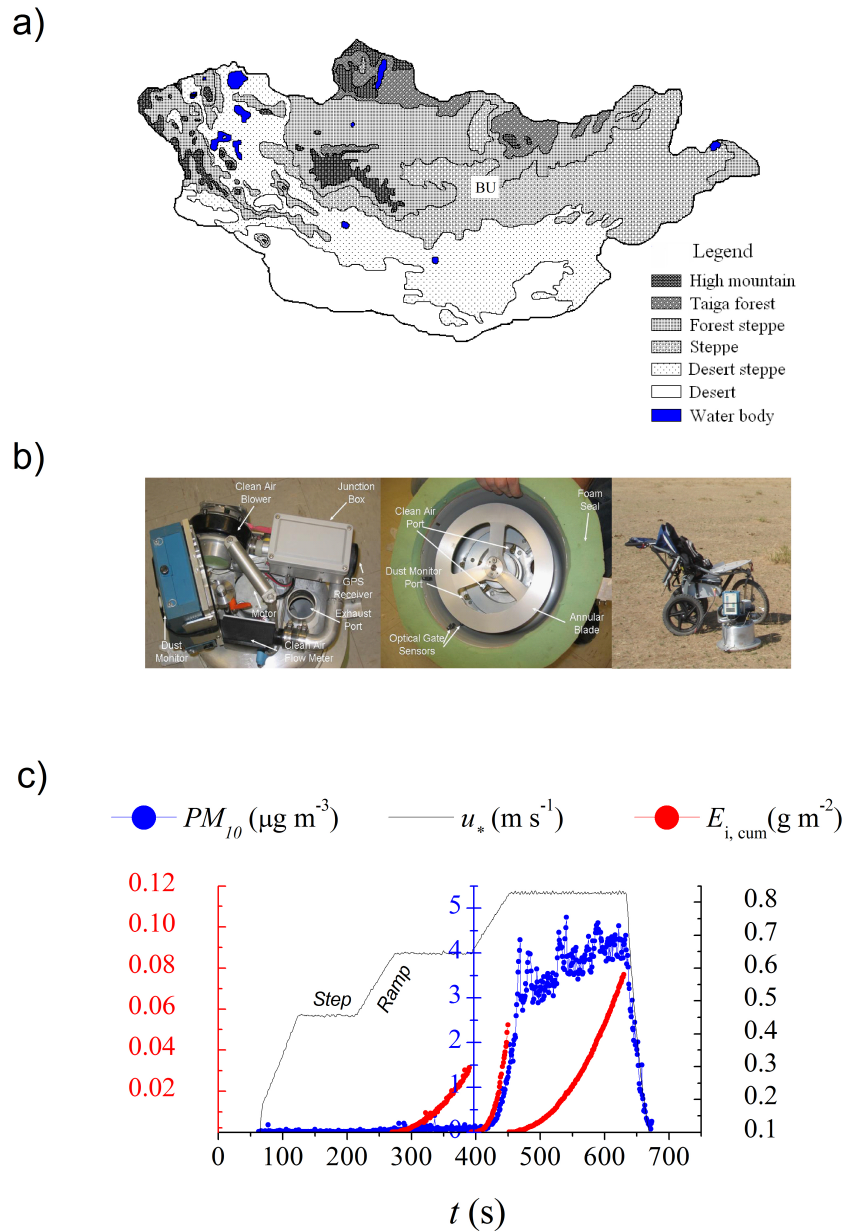 a)
BU
Legend
High mountain
Taiga forest
Forest steppe
Steppe
Desert steppe
Desert
Water body
b)
Clean Air
Blower
Junction
Box
GPS
Receiver
Motor
Exhaust
Port
Dust
Monitor
Clean Air
Flow Meter
Clean Air
Port
Foam
Seal
Dust Monitor
Port
Annular
Blade
Optical Gate
Sensors
c)
PM10 (µg m-3)
u* (m s-1)
Ei, cum (g m-2)
0.12
0.10
0.08
0.06
0.04
0.02
5
4
3
2
1
0
0.8
0.7
0.6
0.5
0.4
0.3
0.2
0.1
Step
Ramp
0 100 200 300 400 500 600 700
t (s)